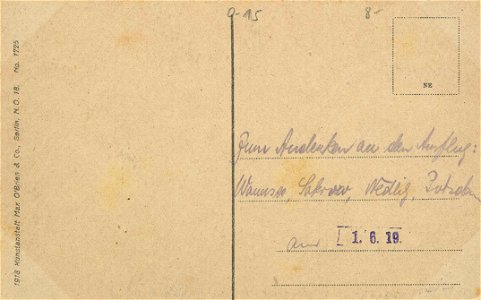 9-15 8-
NE
1918 Kunstanstalt Max O'Brien & Co., Berlin, N.O. 18. No. 1725
Zum Andenken an den Ausflug:
Wannsee, Sakrow, Nedlitz, Potsdam
am 1. 6. 19.